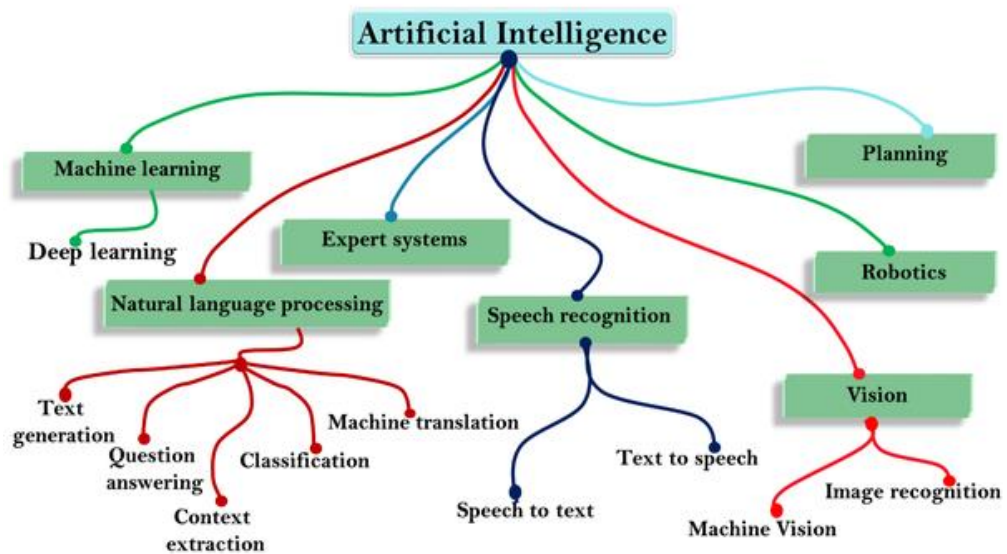 Artificial Intelligence
Machine learning
Deep learning
Natural language processing
Text
generation
Question
answering
Context
extraction
Classification
Machine translation
Expert systems
Speech recognition
Speech to text
Text to speech
Vision
Machine Vision
Image recognition
Robotics
Planning